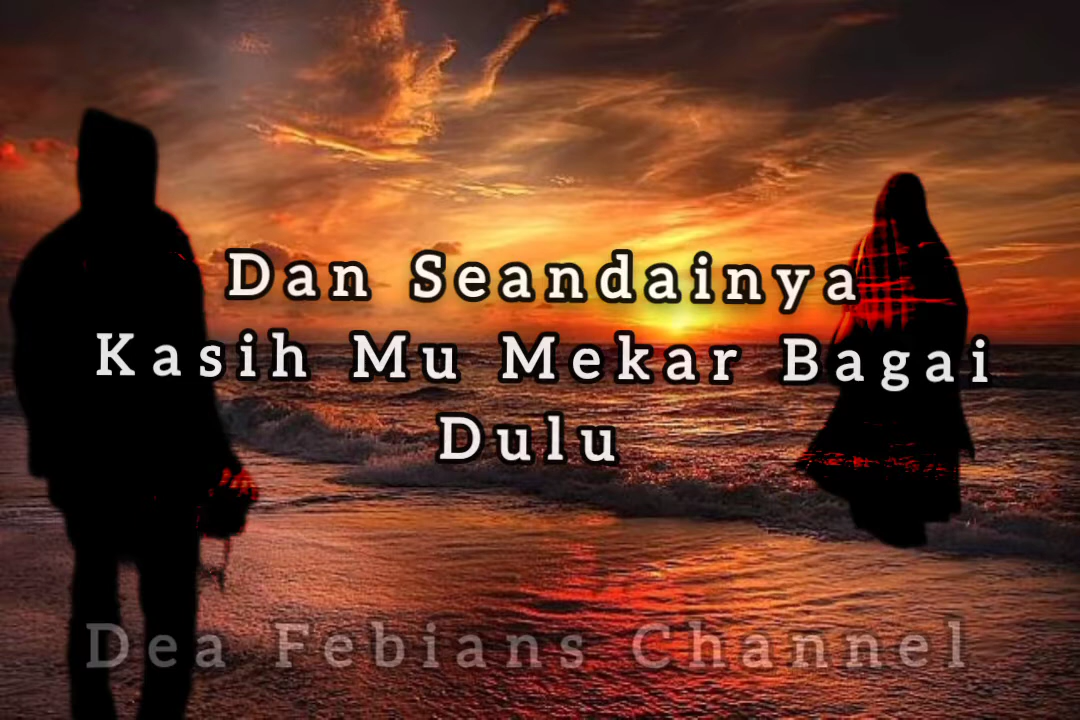 Dan Seandainya
Kasih Mu Mekar Bagai
Dulu
Dea Febians Channel